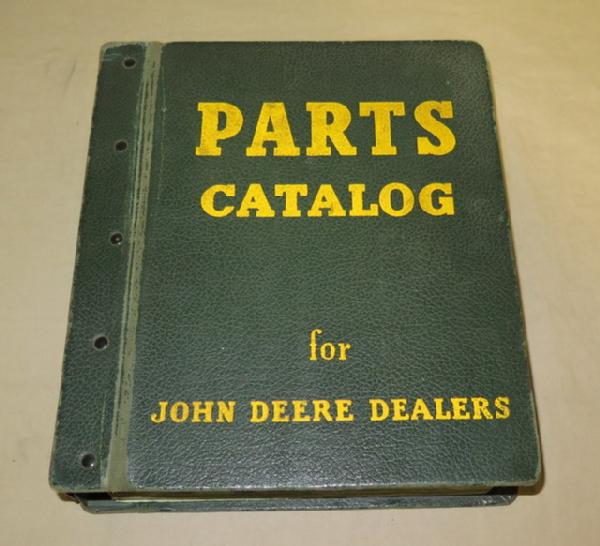 PARTS
CATALOG
for
JOHN DEERE DEALERS